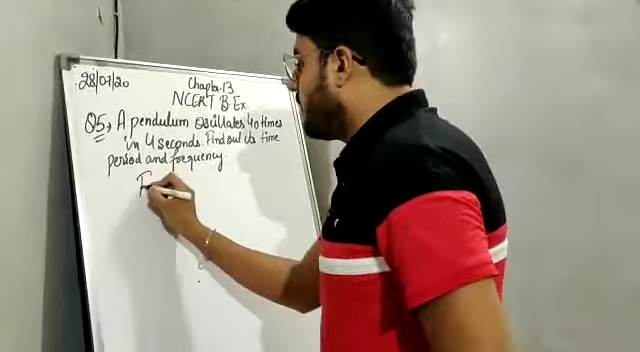 28/07/20
Chapter-13
NCERT B.Ex.
Q5→ A pendulum oscillates 40 times
in 4 seconds. Find out its time
period and frequency.